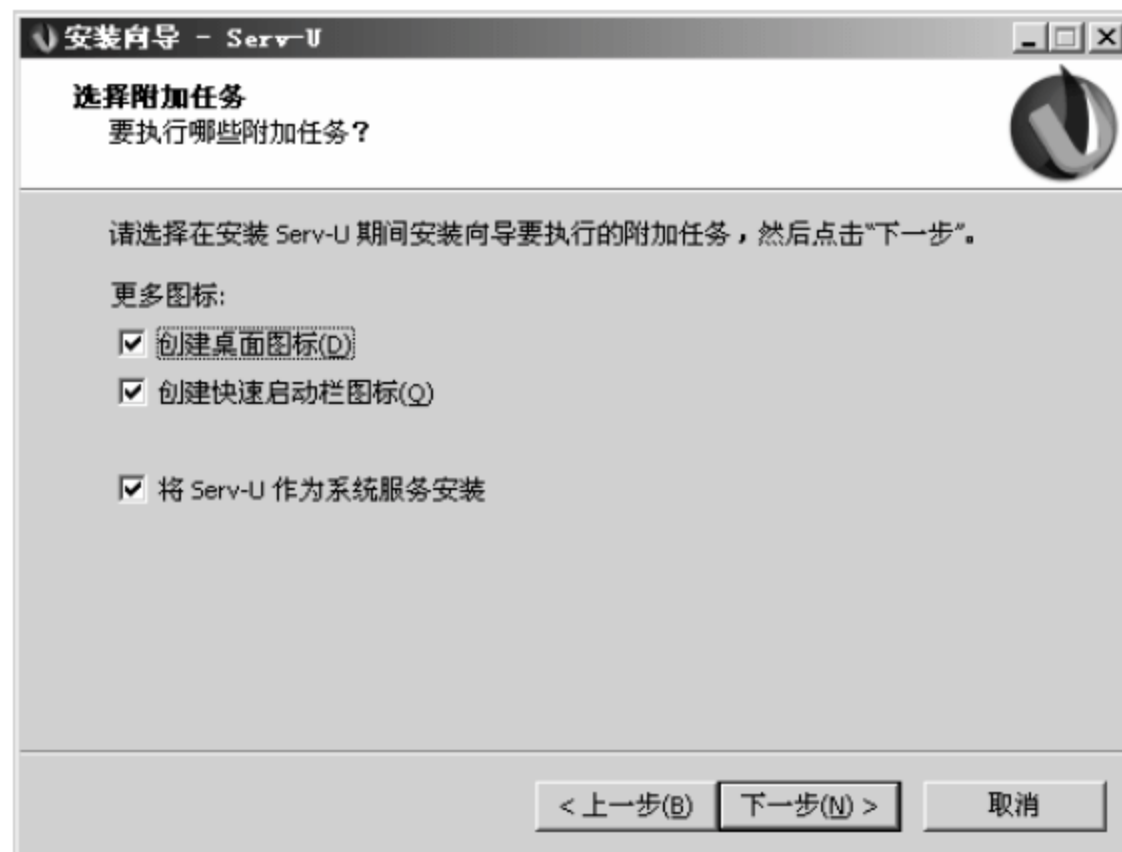 安装向导 - Serv-U
选择附加任务
要执行哪些附加任务？
请选择在安装 Serv-U 期间安装向导要执行的附加任务，然后点击“下一步”。
更多图标:
创建桌面图标(D)
创建快速启动栏图标(Q)
将 Serv-U 作为系统服务安装
< 上一步(B) 下一步(N) > 取消